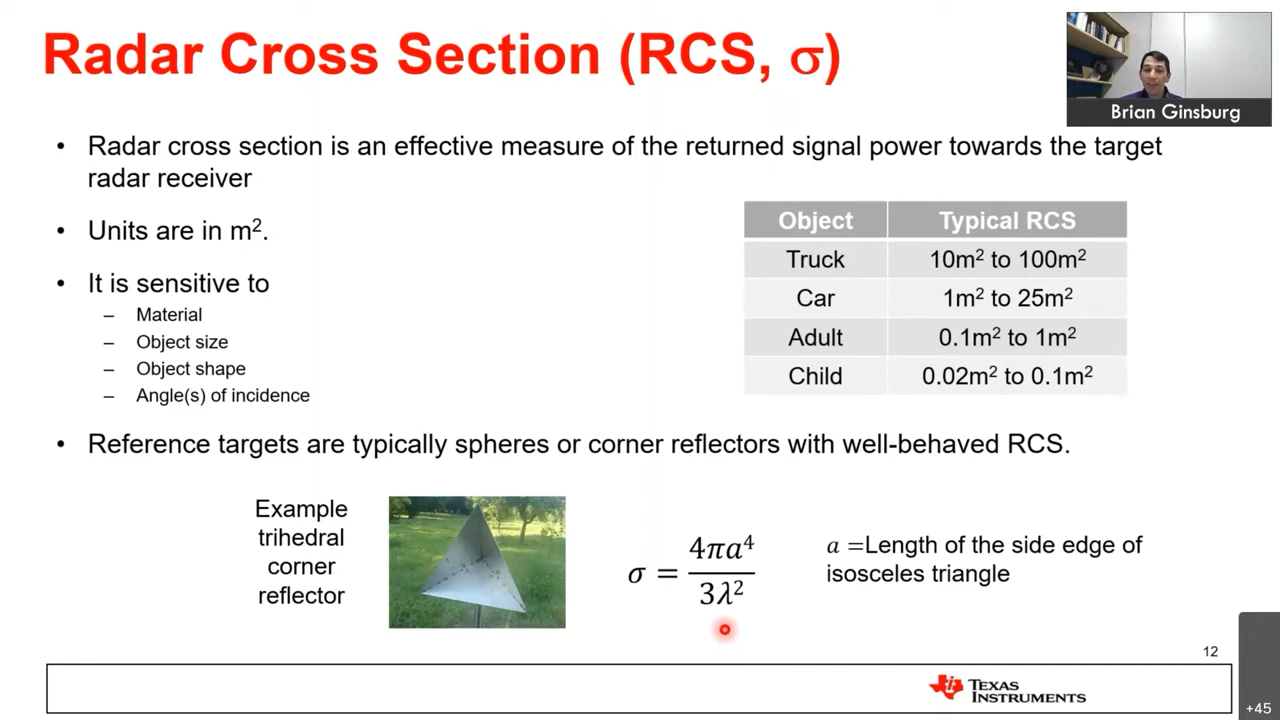 Radar Cross Section (RCS, σ)
Brian Ginsburg
• Radar cross section is an effective measure of the returned signal power towards the target
radar receiver
• Units are in m².
• It is sensitive to
– Material
– Object size
– Object shape
– Angle(s) of incidence
Object Typical RCS
Truck 10m² to 100m²
Car 1m² to 25m²
Adult 0.1m² to 1m²
Child 0.02m² to 0.1m²
• Reference targets are typically spheres or corner reflectors with well-behaved RCS.
Example
trihedral
corner
reflector
σ = 4πa⁴ / 3λ²
a =Length of the side edge of
isosceles triangle
12
TEXAS
INSTRUMENTS
+45